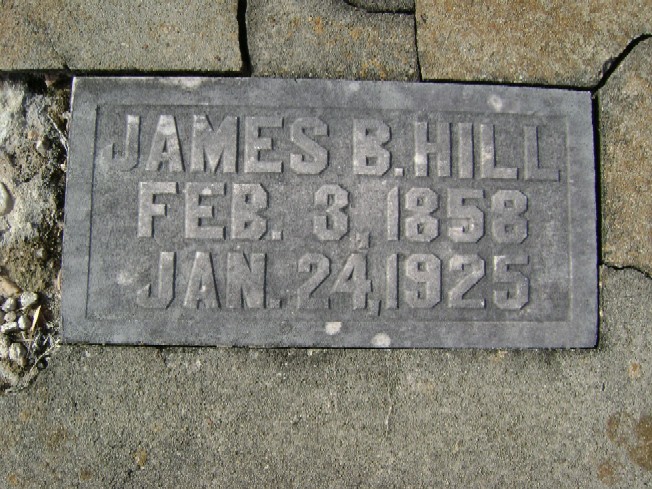 JAMES B. HILL
FEB. 3, 1858
JAN. 24, 1925